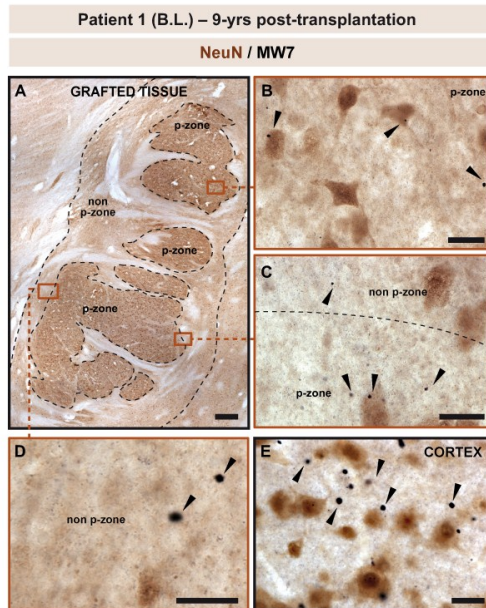 Patient 1 (B.L.) – 9-yrs post-transplantation
NeuN / MW7
A
GRAFTED TISSUE
p-zone
non
p-zone
p-zone
p-zone
B
p-zone
C
non p-zone
p-zone
D
non p-zone
E
CORTEX